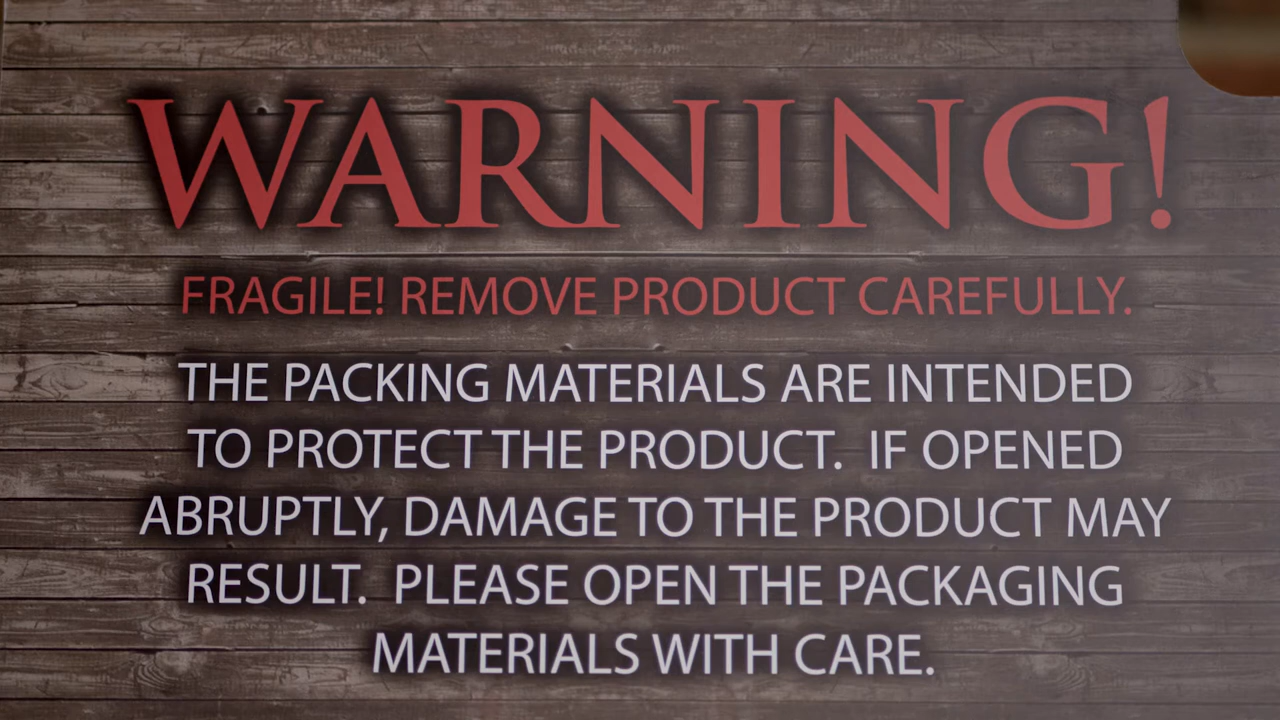 WARNING!
FRAGILE! REMOVE PRODUCT CAREFULLY.
THE PACKING MATERIALS ARE INTENDED
TO PROTECT THE PRODUCT.  IF OPENED
ABRUPTLY, DAMAGE TO THE PRODUCT MAY
RESULT.  PLEASE OPEN THE PACKAGING
MATERIALS WITH CARE.